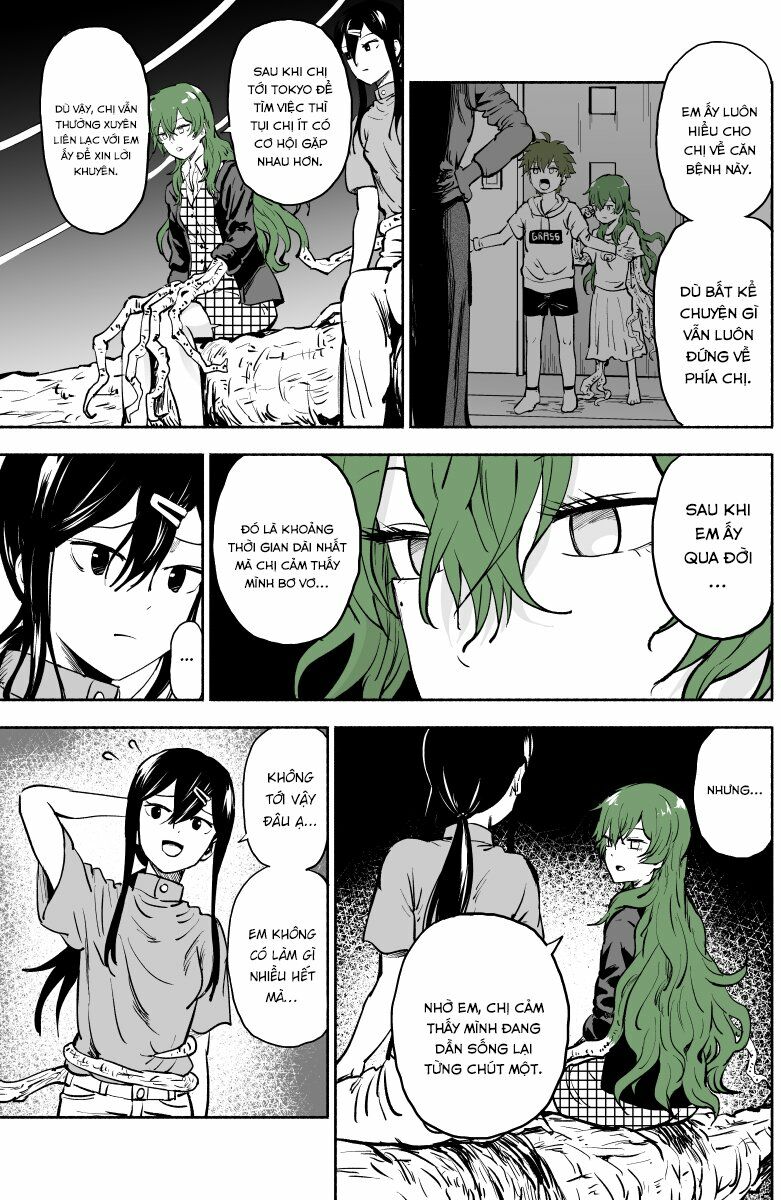 EM ẤY LUÔN
HIỂU CHO
CHỊ VỀ CĂN
BỆNH NÀY.
GRASS
DÙ BẤT KỂ
CHUYỆN GÌ
VẪN LUÔN
ĐỨNG VỀ
PHÍA CHỊ.
SAU KHI CHỊ
TỚI TOKYO ĐỂ
TÌM VIỆC THÌ
TỤI CHỊ ÍT CÓ
CƠ HỘI GẶP
NHAU HƠN.
DÙ VẬY, CHỊ VẪN
THƯỜNG XUYÊN
LIÊN LẠC VỚI EM
ẤY ĐỂ XIN LỜI
KHUYÊN.
SAU KHI
EM ẤY
QUA ĐỜI
...
ĐÓ LÀ KHOẢNG
THỜI GIAN DÀI NHẤT
MÀ CHỊ CẢM THẤY
MÌNH BƠ VƠ...
...
NHƯNG...
NHỜ EM, CHỊ CẢM
THẤY MÌNH ĐANG
DẦN SỐNG LẠI
TỪNG CHÚT MỘT.
KHÔNG
TỚI VẬY
ĐÂU Ạ...
EM KHÔNG
CÓ LÀM GÌ
NHIỀU HẾT
MÀ...